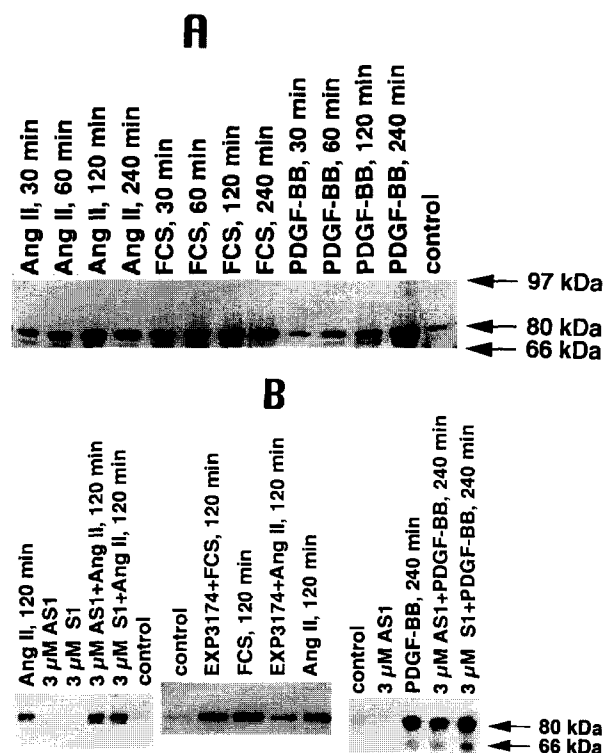 A
Ang II, 30 min
Ang II, 60 min
Ang II, 120 min
Ang II, 240 min
FCS, 30 min
FCS, 60 min
FCS, 120 min
FCS, 240 min
PDGF-BB, 30 min
PDGF-BB, 60 min
PDGF-BB, 120 min
PDGF-BB, 240 min
control
97 kDa
80 kDa
66 kDa
B
Ang II, 120 min
3 µM AS1
3 µM S1
3 µM AS1+Ang II, 120 min
3 µM S1+Ang II, 120 min
control
control
EXP3174+FCS, 120 min
FCS, 120 min
EXP3174+Ang II, 120 min
Ang II, 120 min
control
3 µM AS1
PDGF-BB, 240 min
3 µM AS1+PDGF-BB, 240 min
3 µM S1+PDGF-BB, 240 min
80 kDa
66 kDa